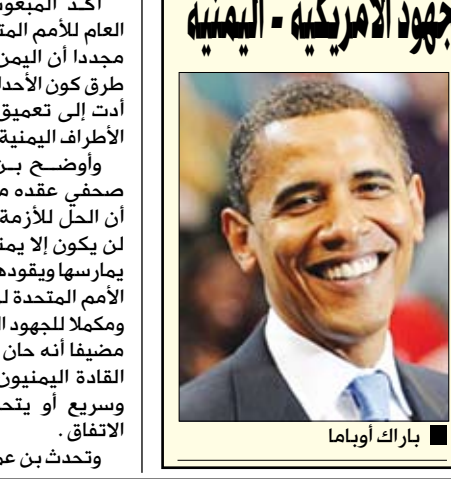 جهود الأمريكية - اليمنية
باراك أوباما
أكد المبعوث
العام للأمم المت
مجددا أن اليمن
طرق كون الأحدا
أدت إلى تعميق
الأطراف اليمنية
وأوضح بن
صحفي عقده م
أن الحل للأزمة
لن يكون إلا يمن
يمارسها ويقوده
الأمم المتحدة ل
ومكملا للجهود ال
مضيفا أنه حان
القادة اليمنيون
وسريع أو يتح
الاتفاق .
وتحدث بن عم